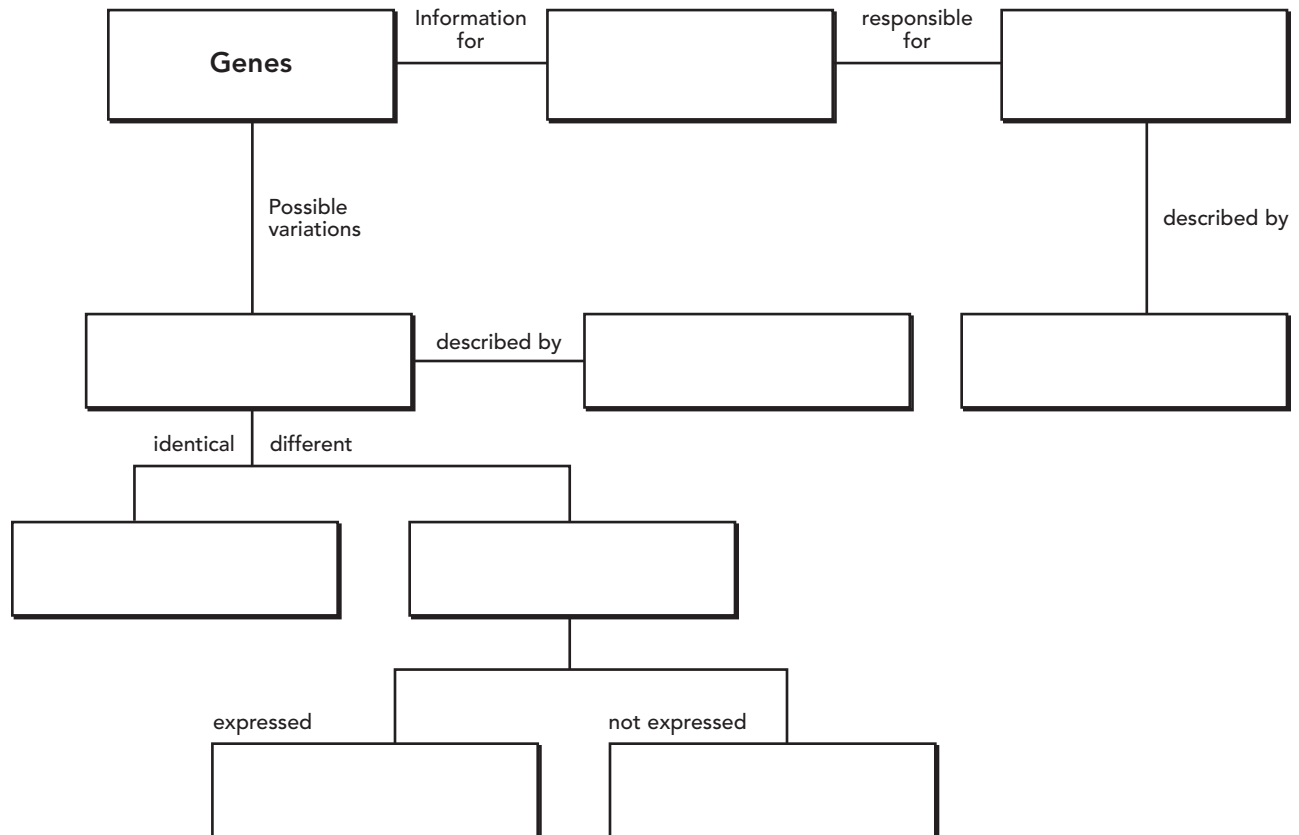 Information
for
responsible
for
Genes
Possible
variations
described by
described by
identical
different
expressed
not expressed